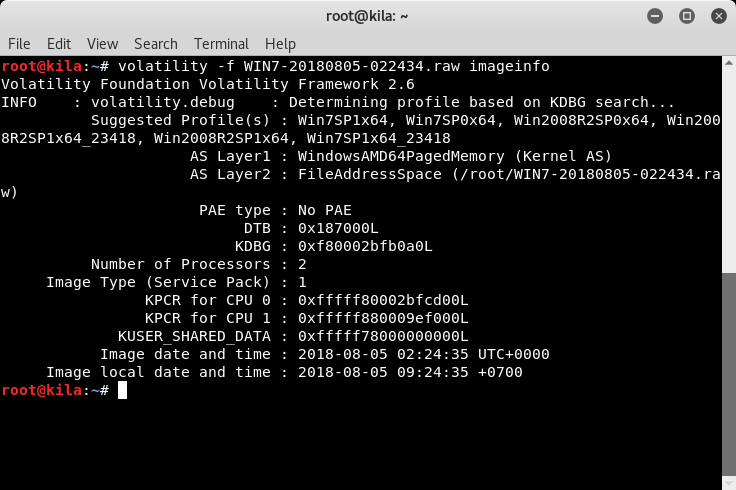 root@kila: ~
File Edit View Search Terminal Help
root@kila:~# volatility -f WIN7-20180805-022434.raw imageinfo
Volatility Foundation Volatility Framework 2.6
INFO    : volatility.debug    : Determining profile based on KDBG search...
          Suggested Profile(s) : Win7SP1x64, Win7SP0x64, Win2008R2SP0x64, Win200
8R2SP1x64_23418, Win2008R2SP1x64, Win7SP1x64_23418
                     AS Layer1 : WindowsAMD64PagedMemory (Kernel AS)
                     AS Layer2 : FileAddressSpace (/root/WIN7-20180805-022434.ra
w)
                      PAE type : No PAE
                           DTB : 0x187000L
                          KDBG : 0xf80002bfb0a0L
          Number of Processors : 2
     Image Type (Service Pack) : 1
                KPCR for CPU 0 : 0xfffff80002bfcd00L
                KPCR for CPU 1 : 0xfffff880009ef000L
             KUSER_SHARED_DATA : 0xfffff78000000000L
           Image date and time : 2018-08-05 02:24:35 UTC+0000
     Image local date and time : 2018-08-05 09:24:35 +0700
root@kila:~#